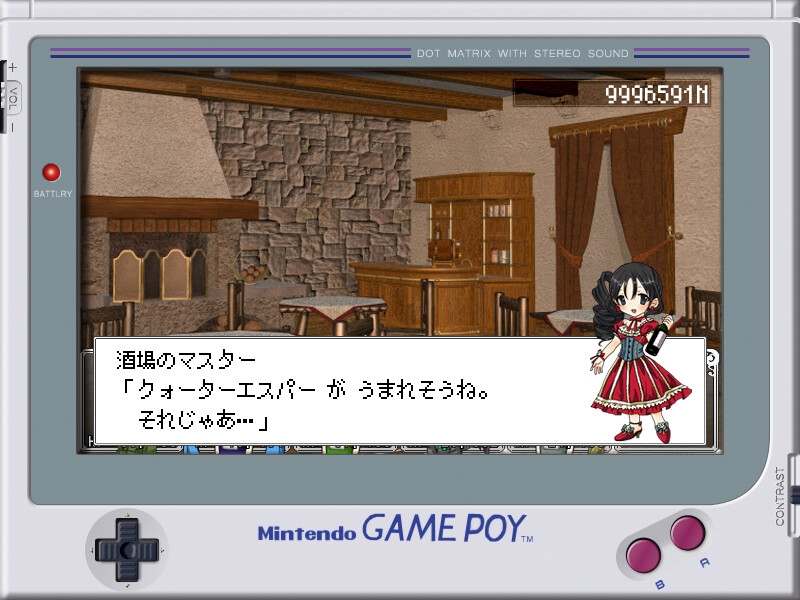 DOT MATRIX WITH STEREO SOUND
9996591N
+
VOL
−
BATTLRY
酒場のマスター
「クォーターエスパー が うまれそうね。
それじゃあ…」
CONTRAST
Mintendo GAME POY TM
B A